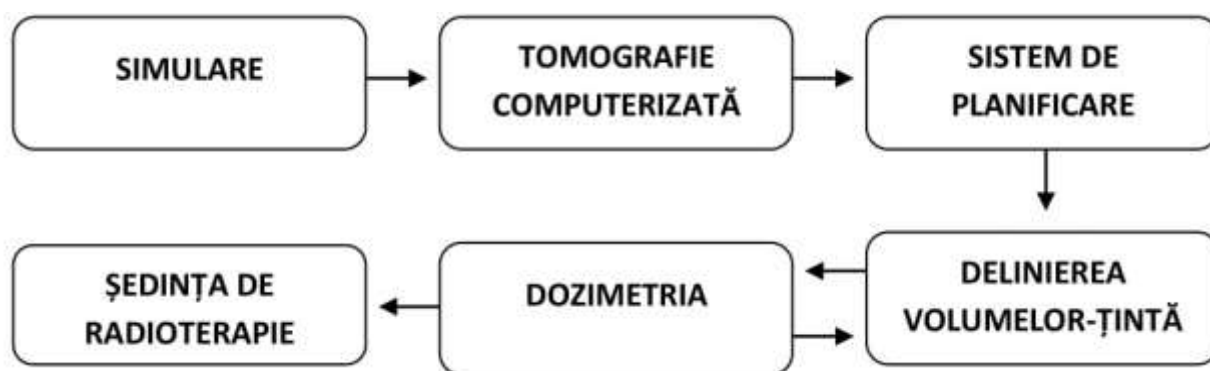 SIMULARE
TOMOGRAFIE
COMPUTERIZATĂ
SISTEM DE
PLANIFICARE
ȘEDINȚA DE
RADIOTERAPIE
DOZIMETRIA
DELINIEREA
VOLUMELOR-ȚINTĂ